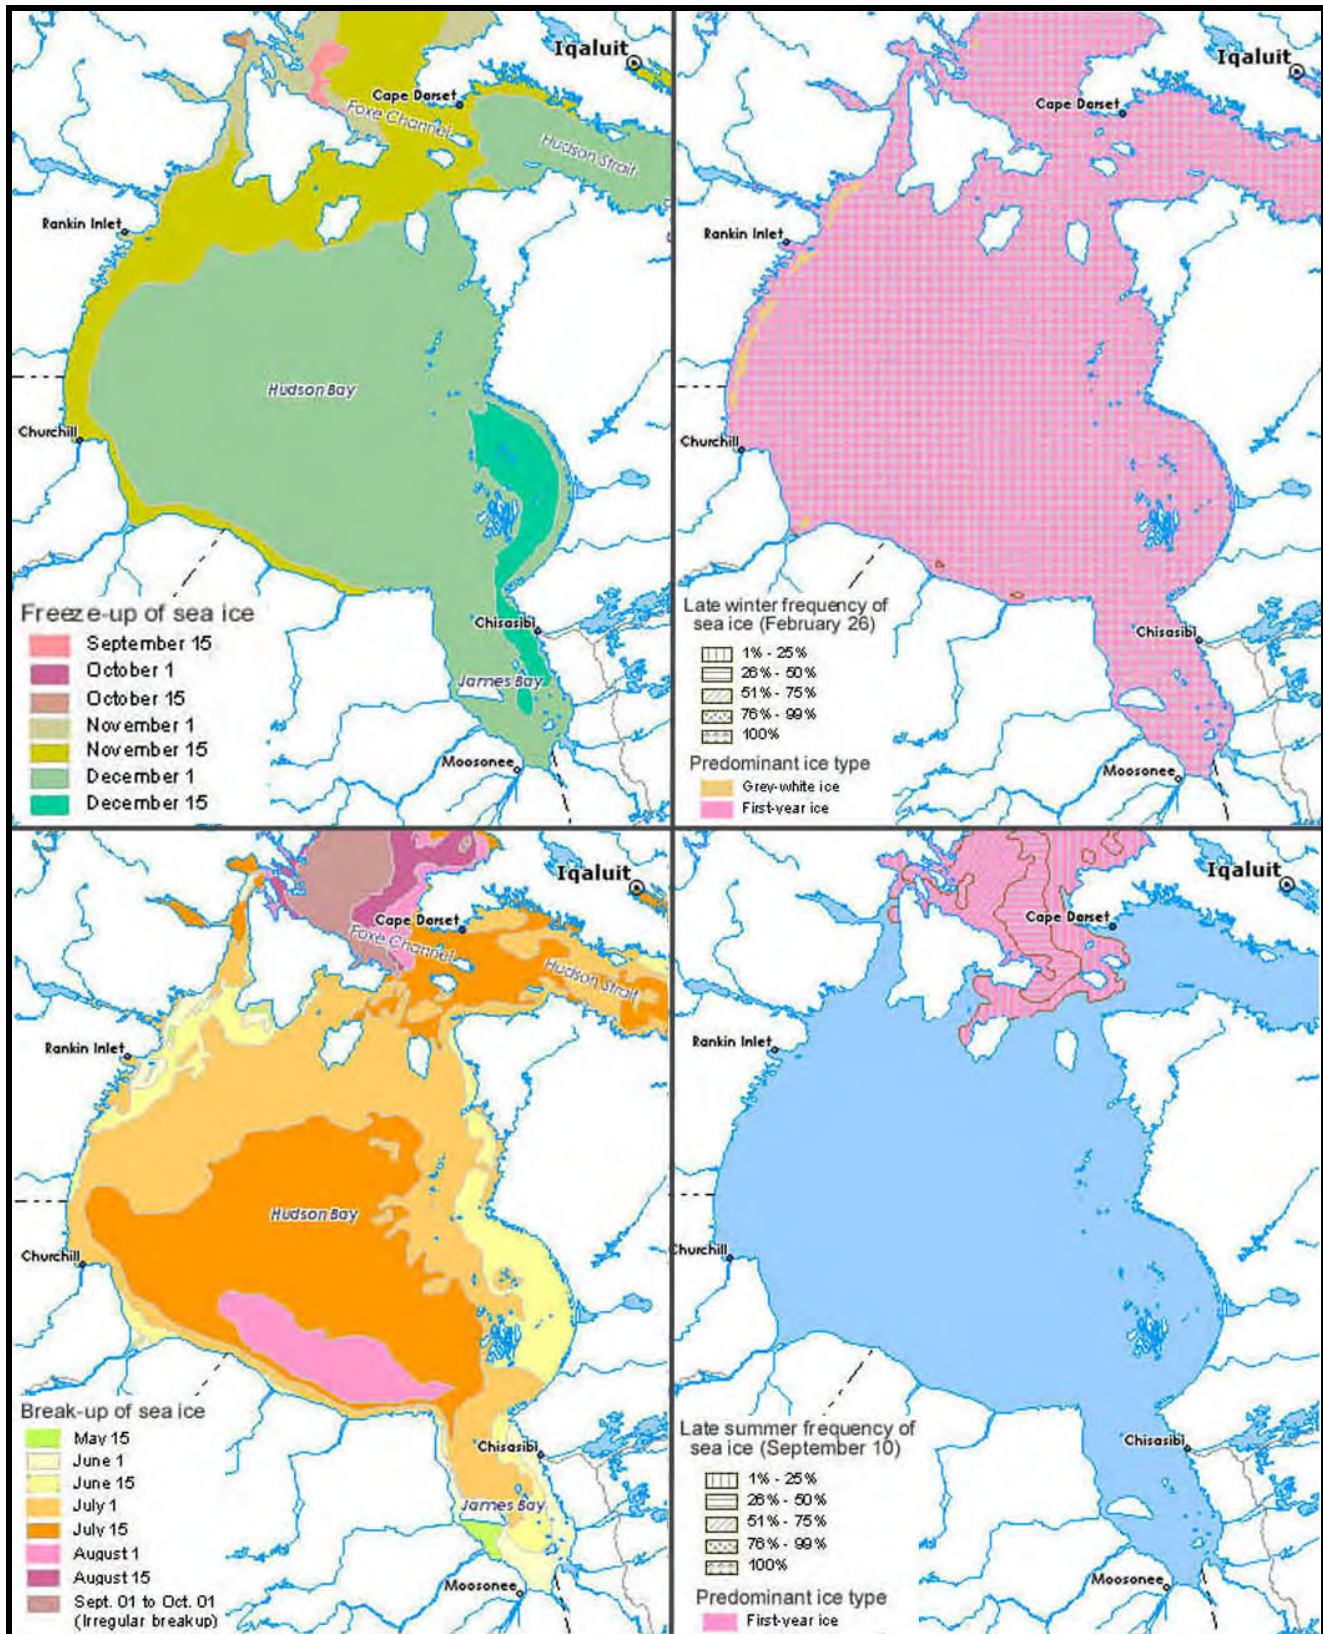 Iqaluit
Cape Dorset
Foxe Channel
Hudson Strait
Rankin Inlet
Hudson Bay
Churchill
Chisasibi
James Bay
Moosonee
Freeze-up of sea ice
September 15
October 1
October 15
November 1
November 15
December 1
December 15
Iqaluit
Cape Dorset
Rankin Inlet
Churchill
Chisasibi
Moosonee
Late winter frequency of
sea ice (February 26)
1% - 25%
26% - 50%
51% - 75%
76% - 99%
100%
Predominant ice type
Grey-white ice
First-year ice
Iqaluit
Cape Dorset
Foxe Channel
Hudson Strait
Rankin Inlet
Hudson Bay
Churchill
Chisasibi
James Bay
Moosonee
Break-up of sea ice
May 15
June 1
June 15
July 1
July 15
August 1
August 15
Sept. 01 to Oct. 01
(Irregular breakup)
Iqaluit
Cape Dorset
Rankin Inlet
Churchill
Chisasibi
Moosonee
Late summer frequency of
sea ice (September 10)
1% - 25%
26% - 50%
51% - 75%
76% - 99%
100%
Predominant ice type
First-year ice